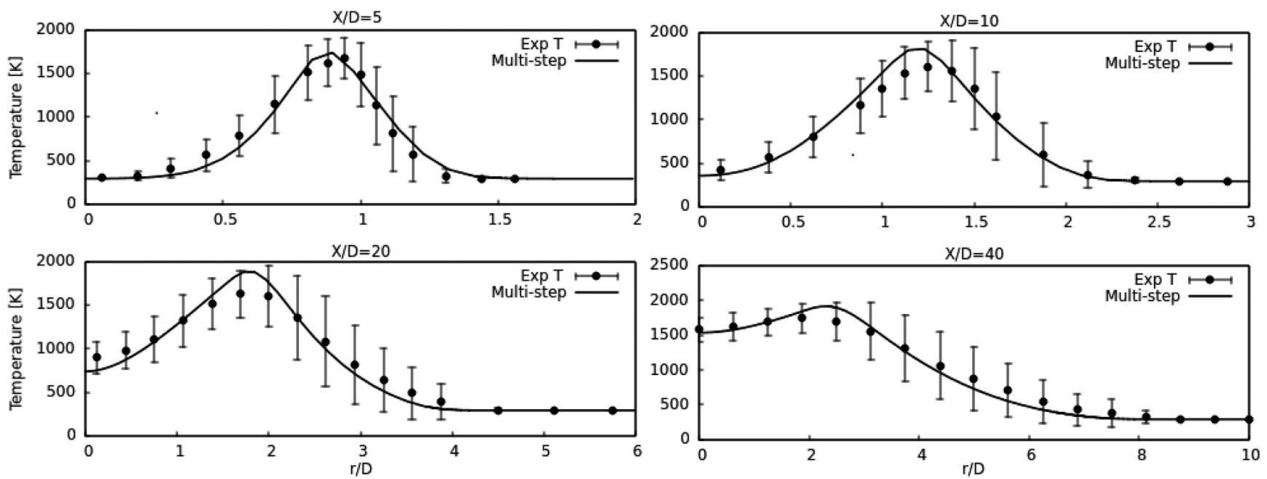 X/D=5
2000
1500
1000
500
0
Temperature [K]
Exp T
Multi-step
0 0.5 1 1.5 2
X/D=10
2000
1500
1000
500
0
Exp T
Multi-step
0 0.5 1 1.5 2 2.5 3
X/D=20
2000
1500
1000
500
0
Temperature [K]
Exp T
Multi-step
0 1 2 3 4 5 6
r/D
X/D=40
2500
2000
1500
1000
500
0
Exp T
Multi-step
0 2 4 6 8 10
r/D